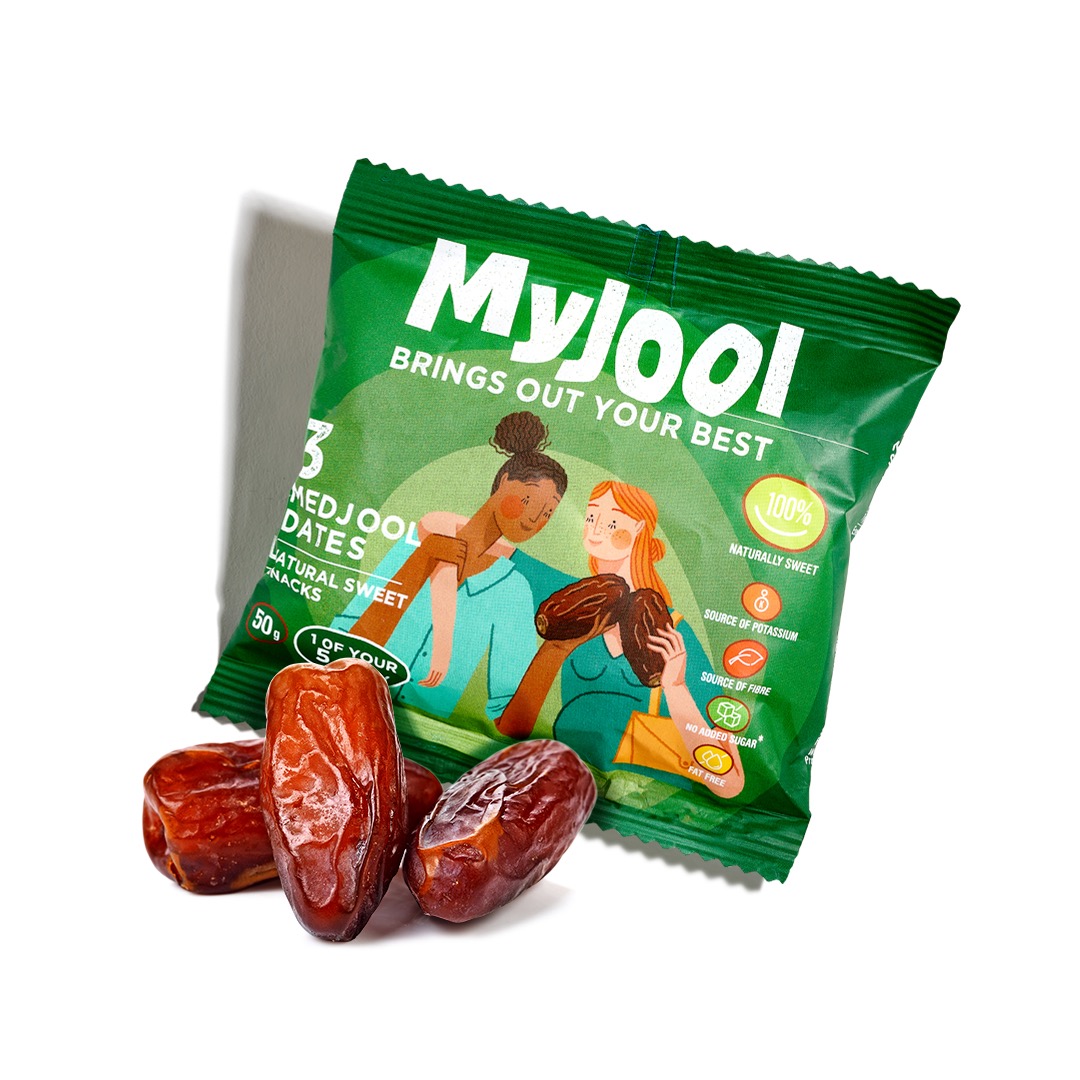 MyJool
BRINGS OUT YOUR BEST
3
MEDJOOL
DATES
NATURAL SWEET
SNACKS
50g
1 OF YOUR
5
100%
NATURALLY SWEET
SOURCE OF POTASSIUM
SOURCE OF FIBRE
NO ADDED SUGAR*
FAT FREE